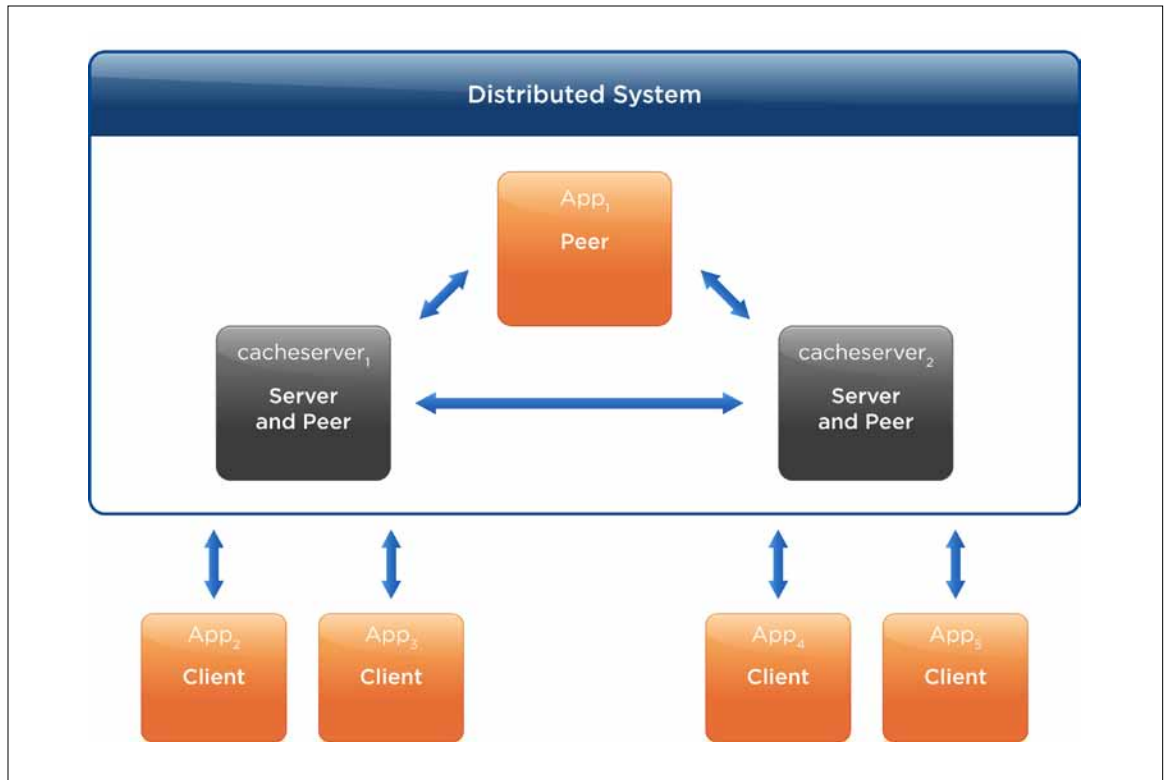 Distributed System
App₁
Peer
cacheserver₁
Server
and Peer
cacheserver₂
Server
and Peer
App₂
Client
App₃
Client
App₄
Client
App₅
Client